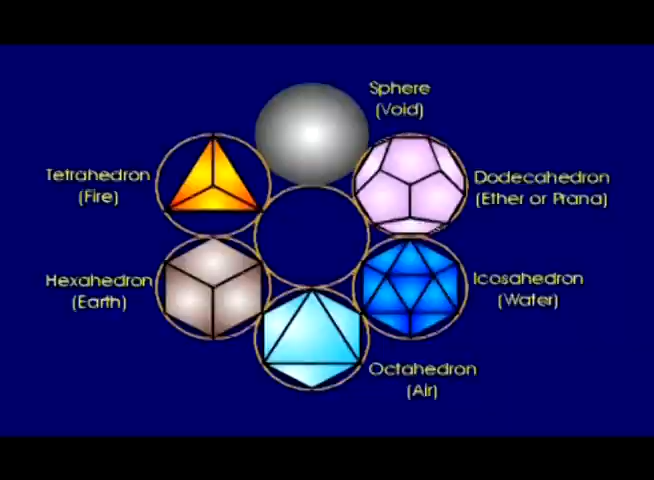 Sphere
(Void)
Tetrahedron
(Fire)
Dodecahedron
(Ether or Prana)
Hexahedron
(Earth)
Icosahedron
(Water)
Octahedron
(Air)